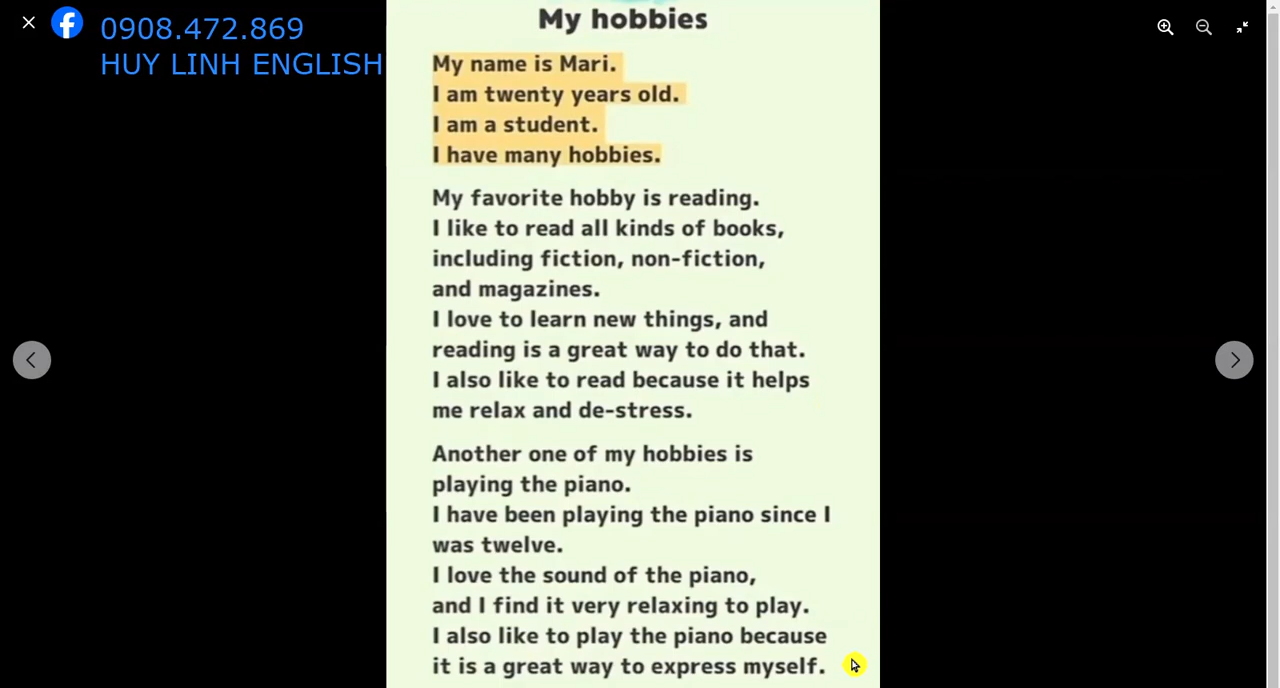 0908.472.869
HUY LINH ENGLISH
My hobbies
My name is Mari.
I am twenty years old.
I am a student.
I have many hobbies.
My favorite hobby is reading.
I like to read all kinds of books,
including fiction, non-fiction,
and magazines.
I love to learn new things, and
reading is a great way to do that.
I also like to read because it helps
me relax and de-stress.
Another one of my hobbies is
playing the piano.
I have been playing the piano since I
was twelve.
I love the sound of the piano,
and I find it very relaxing to play.
I also like to play the piano because
it is a great way to express myself.